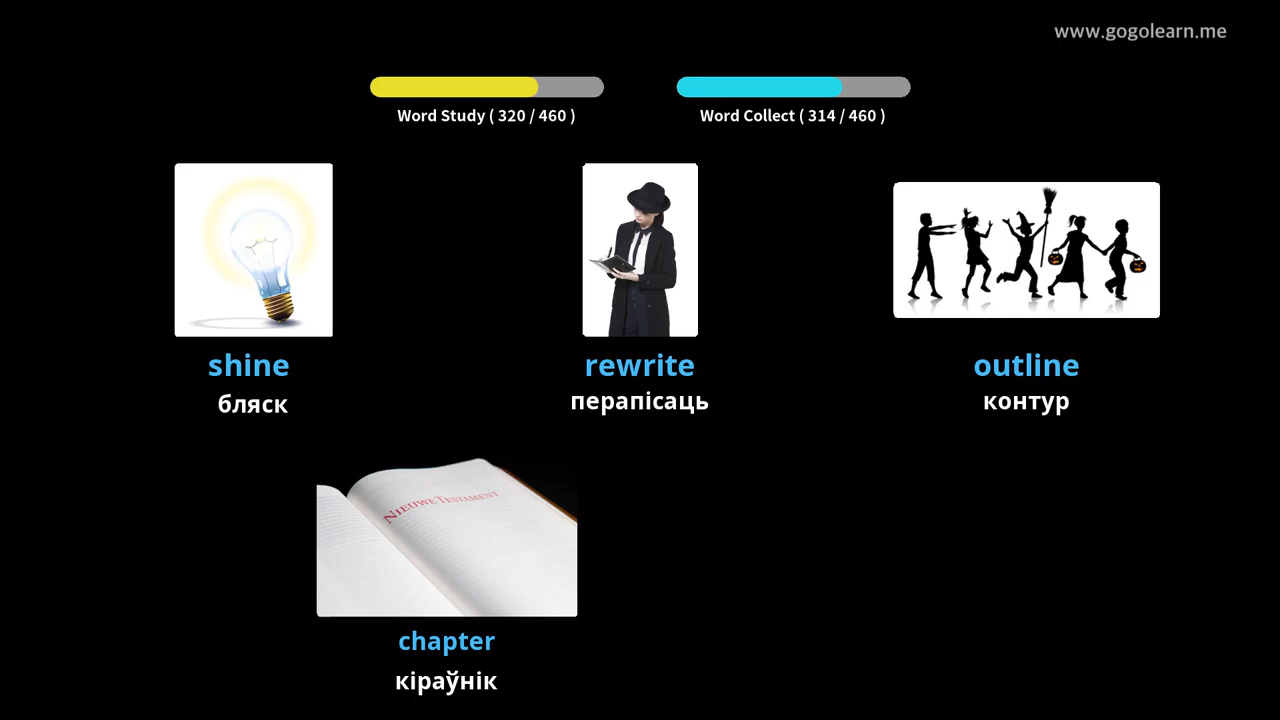 www.gogolearn.me
Word Study ( 320 / 460 )
Word Collect ( 314 / 460 )
shine
rewrite
outline
бляск
перапісаць
контур
NIEUWE TESTAMENT
chapter
кіраўнік